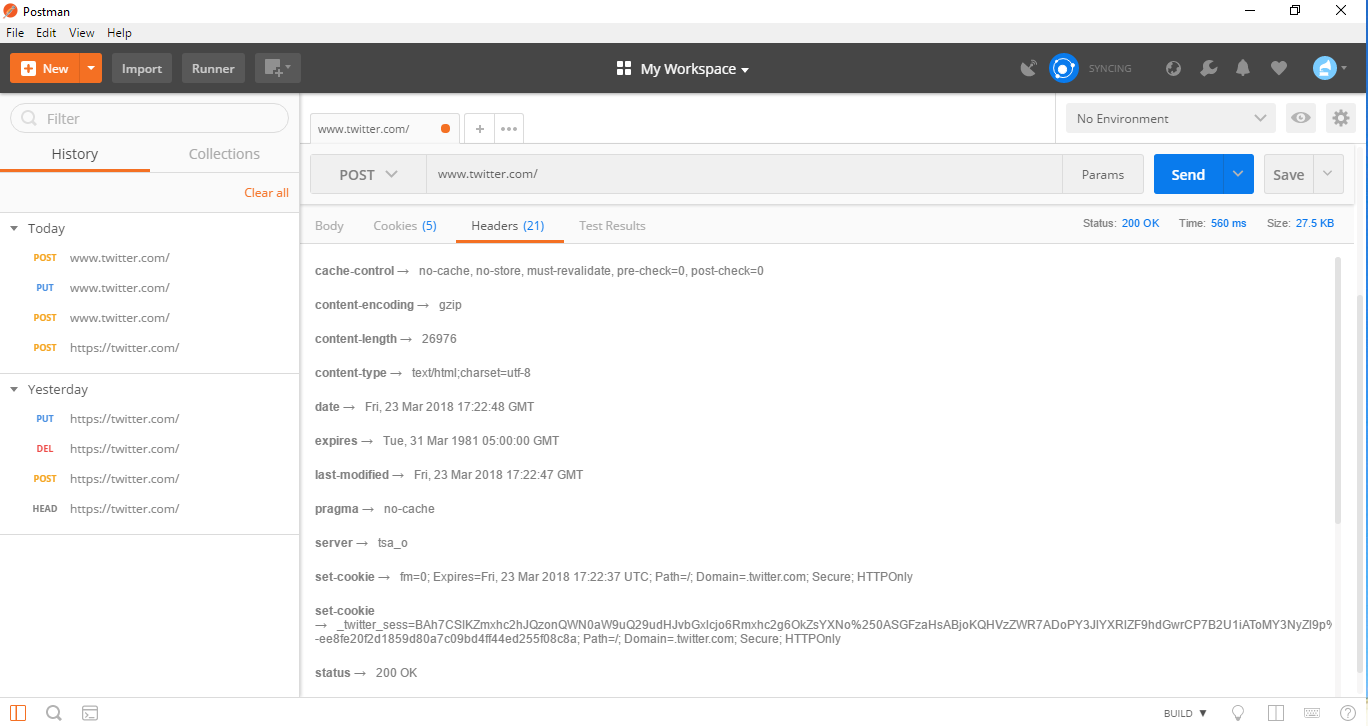 Postman
File Edit View Help
New Import Runner My Workspace SYNCING
Filter
History Collections
Clear all
Today
POST www.twitter.com/
PUT www.twitter.com/
POST www.twitter.com/
POST https://twitter.com/
Yesterday
PUT https://twitter.com/
DEL https://twitter.com/
POST https://twitter.com/
HEAD https://twitter.com/
www.twitter.com/ + •••
No Environment
POST www.twitter.com/ Params Send Save
Body Cookies (5) Headers (21) Test Results Status: 200 OK Time: 560 ms Size: 27.5 KB
cache-control → no-cache, no-store, must-revalidate, pre-check=0, post-check=0
content-encoding → gzip
content-length → 26976
content-type → text/html;charset=utf-8
date → Fri, 23 Mar 2018 17:22:48 GMT
expires → Tue, 31 Mar 1981 05:00:00 GMT
last-modified → Fri, 23 Mar 2018 17:22:47 GMT
pragma → no-cache
server → tsa_o
set-cookie → fm=0; Expires=Fri, 23 Mar 2018 17:22:37 UTC; Path=/; Domain=.twitter.com; Secure; HTTPOnly
set-cookie
→ _twitter_sess=BAh7CSIKZmxhc2hJQzonQWN0aW9uQ29udHJvbGxlcjo6Rmxhc2g6OkZsYXNo%250ASGFzaHsABjoKQHVzZWR7ADoPY3JlYXRlZF9hdGwrCP7B2U1iAToMY3NyZl9p%
-ee8fe20f2d1859d80a7c09bd4ff44ed255f08c8a; Path=/; Domain=.twitter.com; Secure; HTTPOnly
status → 200 OK
BUILD